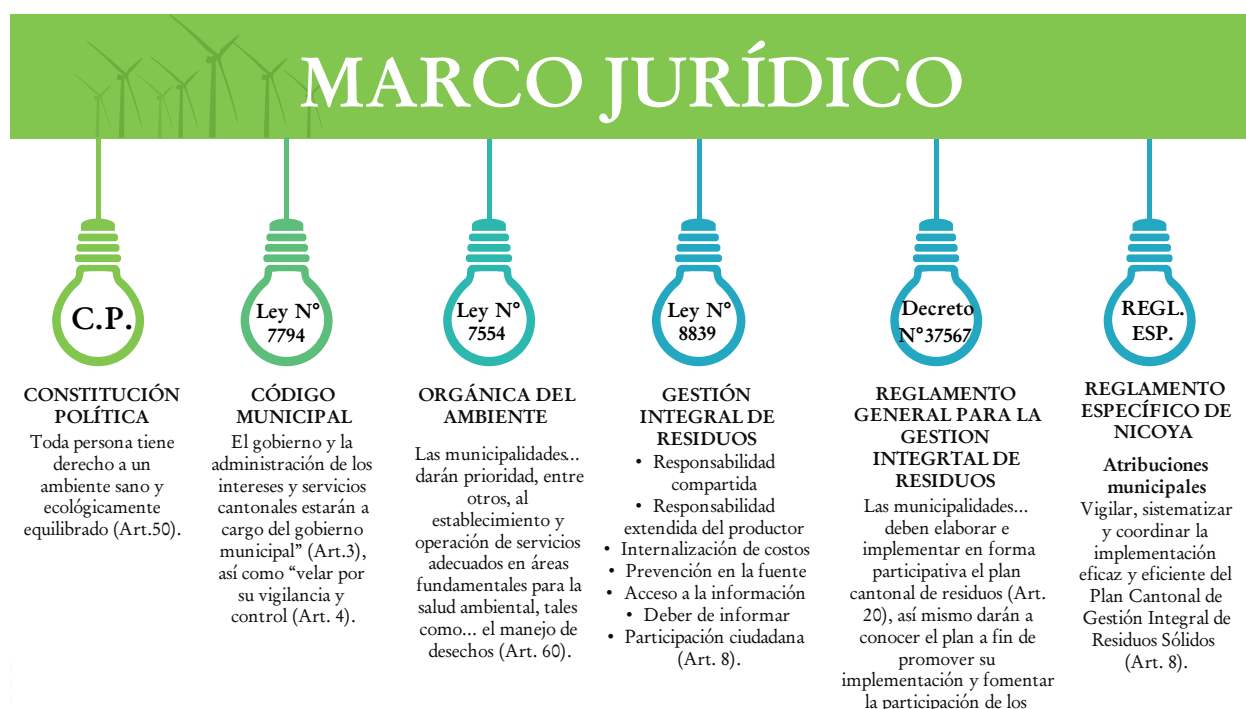 MARCO JURÍDICO
C.P.
CONSTITUCIÓN
POLÍTICA
Toda persona tiene
derecho a un
ambiente sano y
ecológicamente
equilibrado (Art.50).
Ley N°
7794
CÓDIGO
MUNICIPAL
El gobierno y la
administración de los
intereses y servicios
cantonales estarán a
cargo del gobierno
municipal” (Art.3),
así como “velar por
su vigilancia y
control (Art. 4).
Ley N°
7554
ORGÁNICA DEL
AMBIENTE
Las municipalidades...
darán prioridad, entre
otros, al
establecimiento y
operación de servicios
adecuados en áreas
fundamentales para la
salud ambiental, tales
como... el manejo de
desechos (Art. 60).
Ley N°
8839
GESTIÓN
INTEGRAL DE
RESIDUOS
• Responsabilidad
compartida
• Responsabilidad
extendida del productor
• Internalización de costos
• Prevención en la fuente
• Acceso a la información
• Deber de informar
• Participación ciudadana
(Art. 8).
Decreto
N°37567
REGLAMENTO
GENERAL PARA LA
GESTION
INTEGRTAL DE
RESIDUOS
Las municipalidades...
deben elaborar e
implementar en forma
participativa el plan
cantonal de residuos (Art.
20), así mismo darán a
conocer el plan a fin de
promover su
implementación y fomentar
la participación de los
REGL.
ESP.
REGLAMENTO
ESPECÍFICO DE
NICOYA
Atribuciones
municipales
Vigilar, sistematizar
y coordinar la
implementación
eficaz y eficiente del
Plan Cantonal de
Gestión Integral de
Residuos Sólidos
(Art. 8).